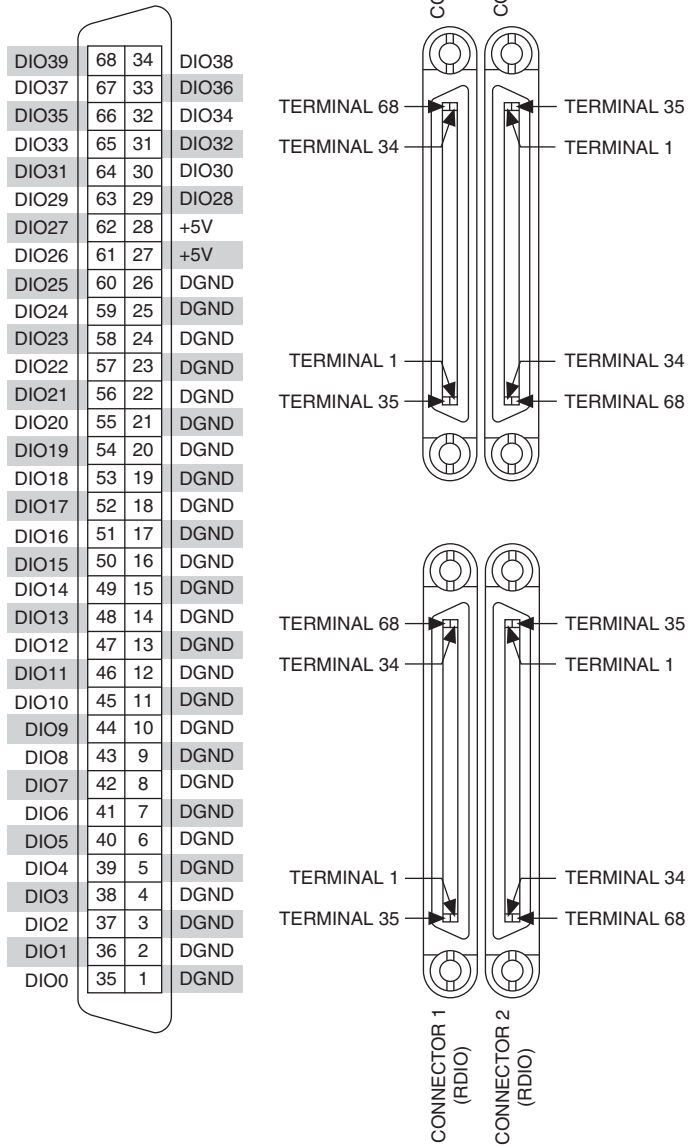 DIO39 68 34 DIO38
DIO37 67 33 DIO36
DIO35 66 32 DIO34
DIO33 65 31 DIO32
DIO31 64 30 DIO30
DIO29 63 29 DIO28
DIO27 62 28 +5V
DIO26 61 27 +5V
DIO25 60 26 DGND
DIO24 59 25 DGND
DIO23 58 24 DGND
DIO22 57 23 DGND
DIO21 56 22 DGND
DIO20 55 21 DGND
DIO19 54 20 DGND
DIO18 53 19 DGND
DIO17 52 18 DGND
DIO16 51 17 DGND
DIO15 50 16 DGND
DIO14 49 15 DGND
DIO13 48 14 DGND
DIO12 47 13 DGND
DIO11 46 12 DGND
DIO10 45 11 DGND
DIO9 44 10 DGND
DIO8 43 9 DGND
DIO7 42 8 DGND
DIO6 41 7 DGND
DIO5 40 6 DGND
DIO4 39 5 DGND
DIO3 38 4 DGND
DIO2 37 3 DGND
DIO1 36 2 DGND
DIO0 35 1 DGND
TERMINAL 68
TERMINAL 35
TERMINAL 34
TERMINAL 1
TERMINAL 1
TERMINAL 34
TERMINAL 35
TERMINAL 68
TERMINAL 68
TERMINAL 35
TERMINAL 34
TERMINAL 1
TERMINAL 1
TERMINAL 34
TERMINAL 35
TERMINAL 68
CONNECTOR 1
(RDIO)
CONNECTOR 2
(RDIO)